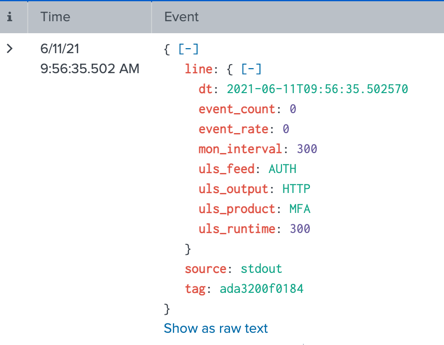 i Time Event
> 6/11/21 { [-]
9:56:35.502 AM line: { [-]
dt: 2021-06-11T09:56:35.502570
event_count: 0
event_rate: 0
mon_interval: 300
uls_feed: AUTH
uls_output: HTTP
uls_product: MFA
uls_runtime: 300
}
source: stdout
tag: ada3200f0184
}
Show as raw text